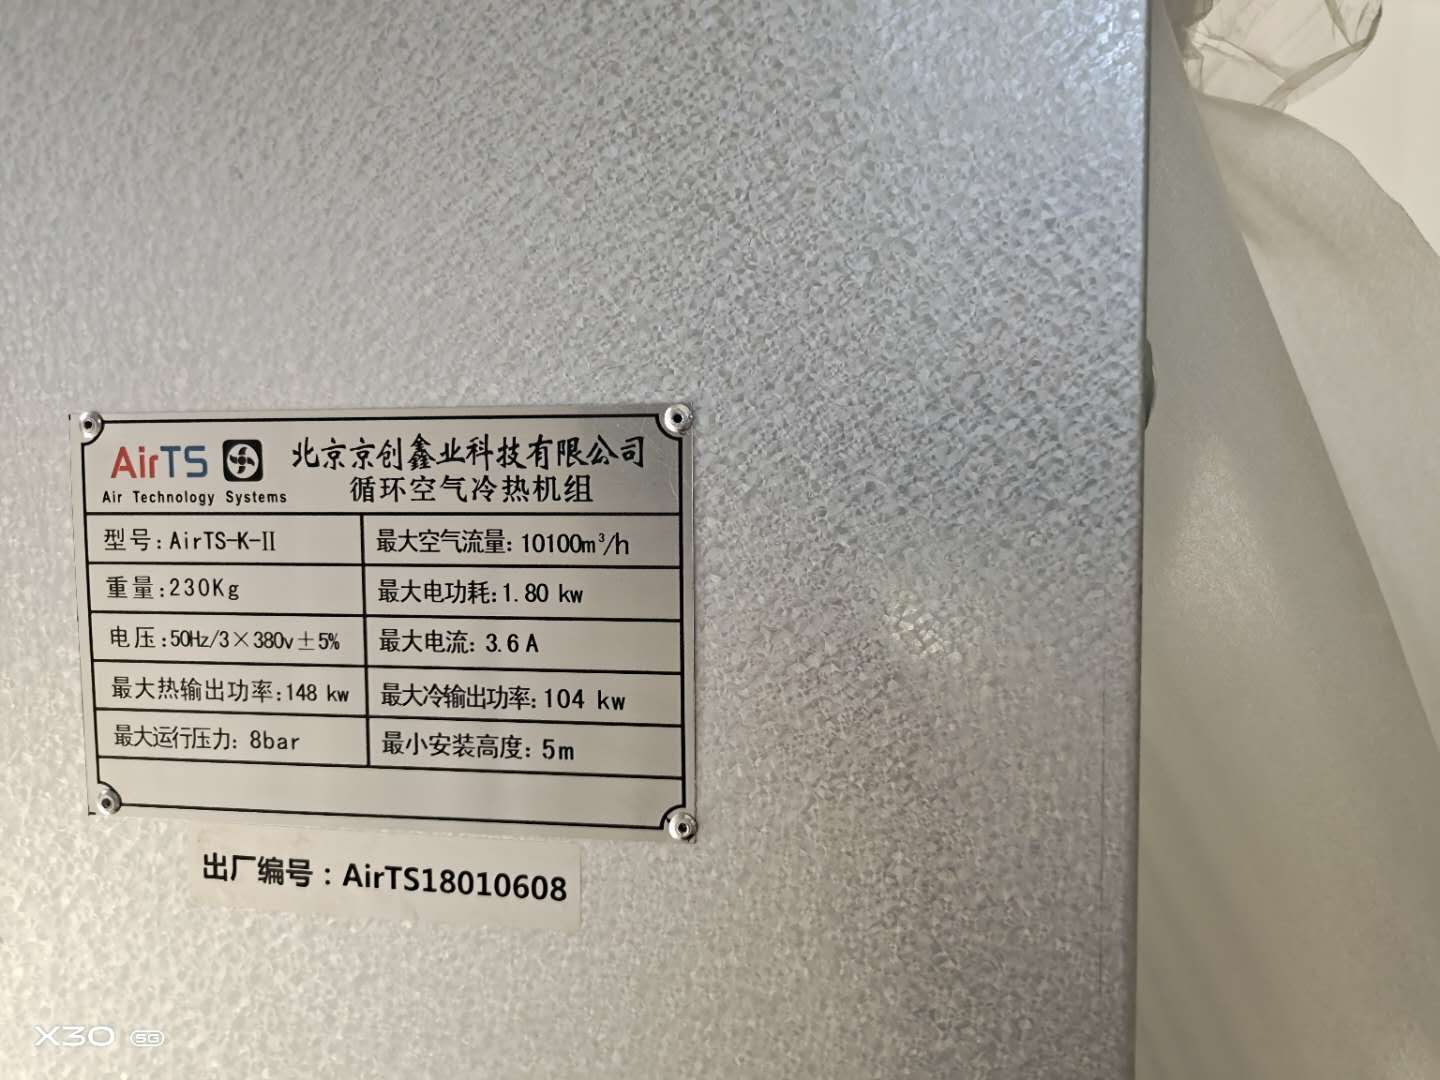 AirTS
Air Technology Systems
北京京创鑫业科技有限公司
循环空气冷热机组
型号:AirTS-K-II
最大空气流量:10100m³/h
重量:230Kg
最大电功耗:1.80 kw
电压:50Hz/3×380v±5%
最大电流:3.6 A
最大热输出功率:148 kw
最大冷输出功率:104 kw
最大运行压力:8bar
最小安装高度:5m
出厂编号：AirTS18010608
X30 5G